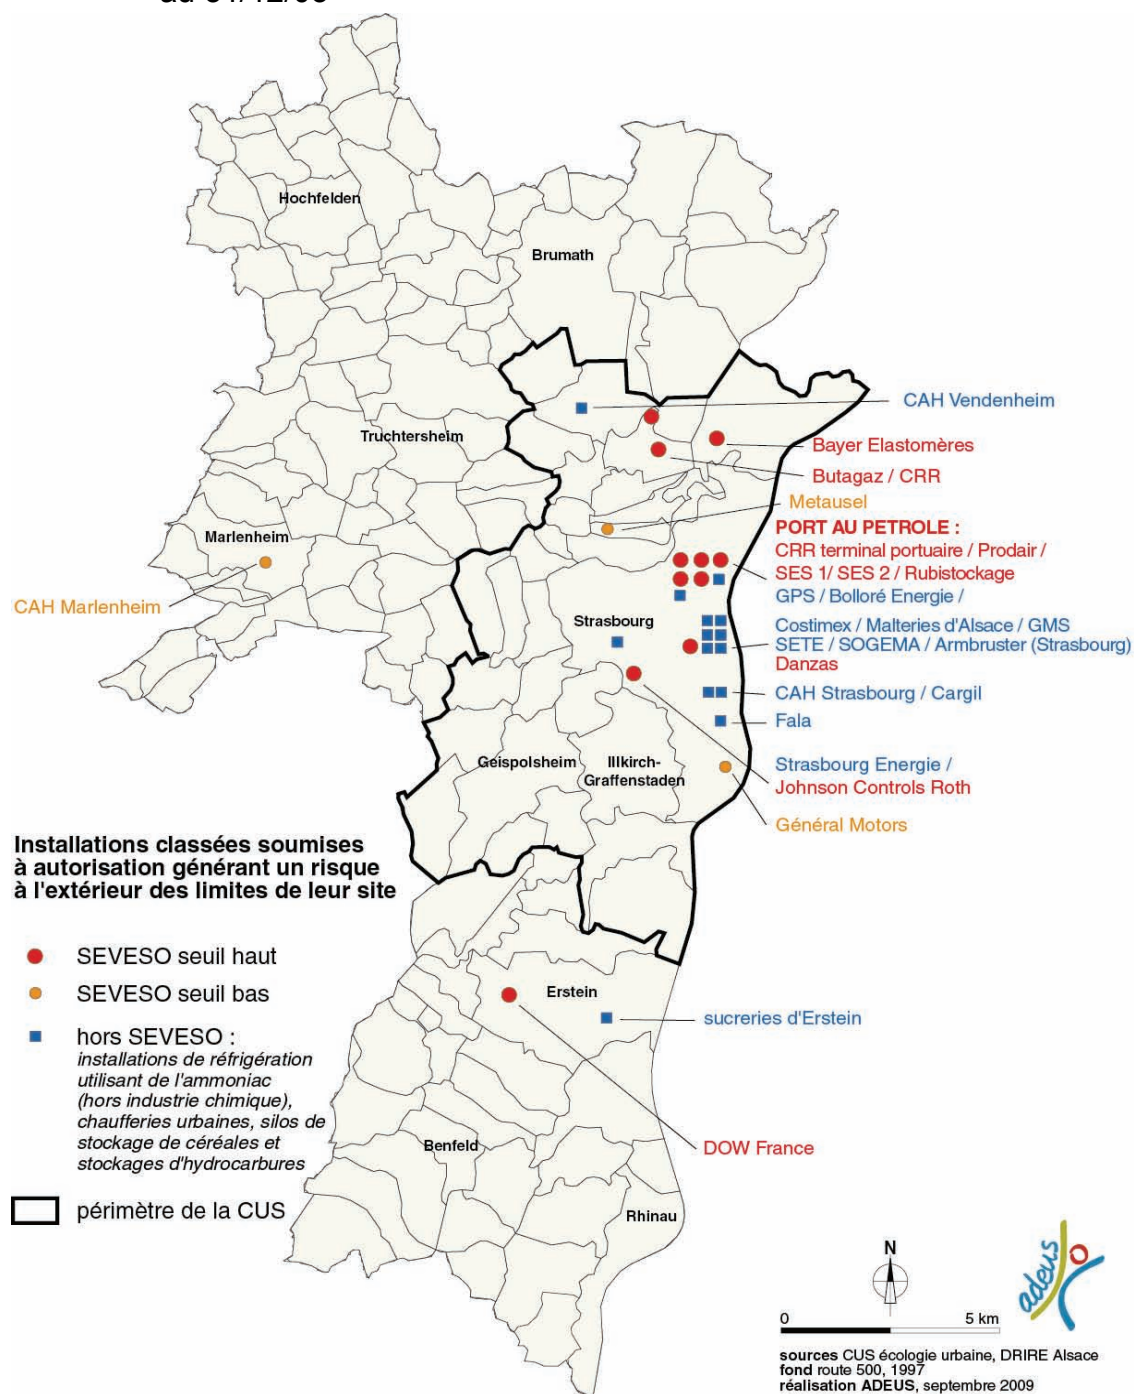 Hochfelden
Brumath
CAH Vendenheim
Truchtersheim
Bayer Elastomères
Butagaz / CRR
Metausel
PORT AU PETROLE :
Marlenheim
CRR terminal portuaire / Prodair /
SES 1/ SES 2 / Rubistockage
GPS / Bolloré Energie /
CAH Marlenheim
Strasbourg
Costimex / Malteries d'Alsace / GMS
SETE / SOGEMA / Armbruster (Strasbourg)
Danzas
CAH Strasbourg / Cargil
Fala
Geispolsheim
Illkirch-
Graffenstaden
Strasbourg Energie /
Johnson Controls Roth
Général Motors
Installations classées soumises
à autorisation générant un risque
à l'extérieur des limites de leur site
SEVESO seuil haut
SEVESO seuil bas
hors SEVESO :
installations de réfrigération
utilisant de l'ammoniac
(hors industrie chimique),
chaufferies urbaines, silos de
stockage de céréales et
stockages d'hydrocarbures
périmètre de la CUS
Erstein
sucreries d'Erstein
Benfeld
DOW France
Rhinau
N
adeus
0 5 km
sources CUS écologie urbaine, DRIRE Alsace
fond route 500, 1997
réalisation ADEUS, septembre 2009